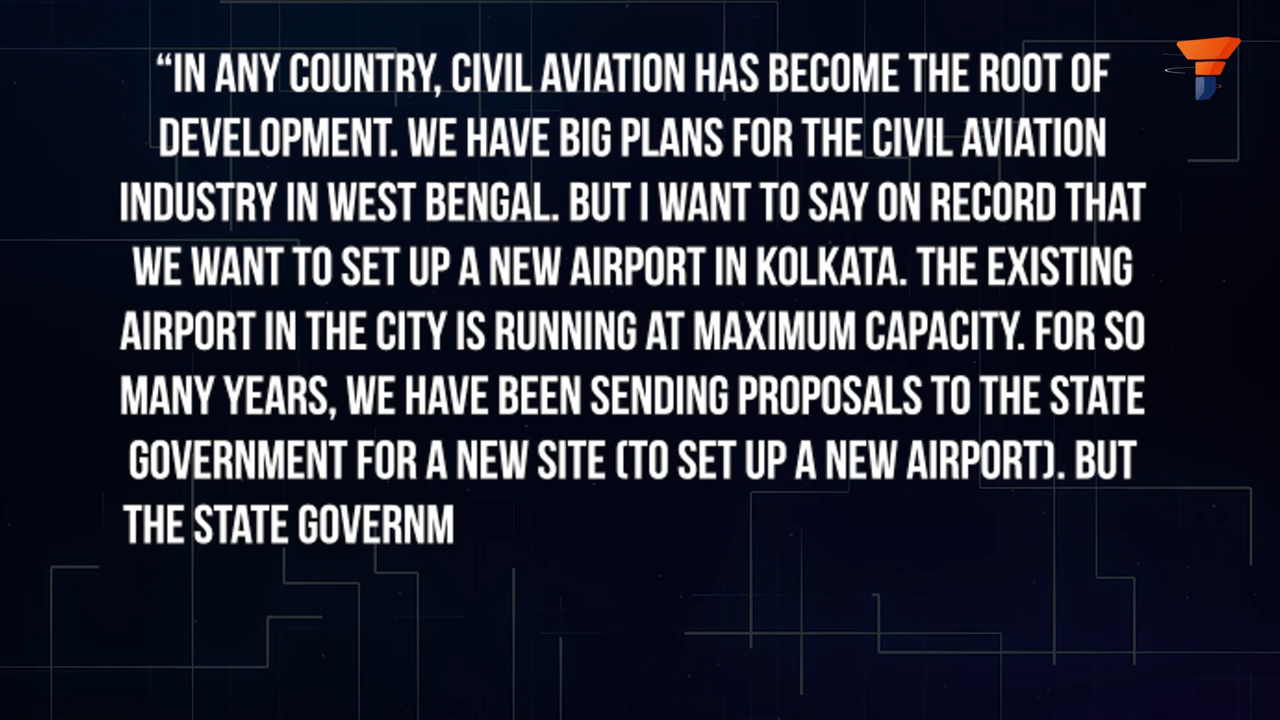 “IN ANY COUNTRY, CIVIL AVIATION HAS BECOME THE ROOT OF
DEVELOPMENT. WE HAVE BIG PLANS FOR THE CIVIL AVIATION
INDUSTRY IN WEST BENGAL. BUT I WANT TO SAY ON RECORD THAT
WE WANT TO SET UP A NEW AIRPORT IN KOLKATA. THE EXISTING
AIRPORT IN THE CITY IS RUNNING AT MAXIMUM CAPACITY. FOR SO
MANY YEARS, WE HAVE BEEN SENDING PROPOSALS TO THE STATE
GOVERNMENT FOR A NEW SITE (TO SET UP A NEW AIRPORT). BUT
THE STATE GOVERNM